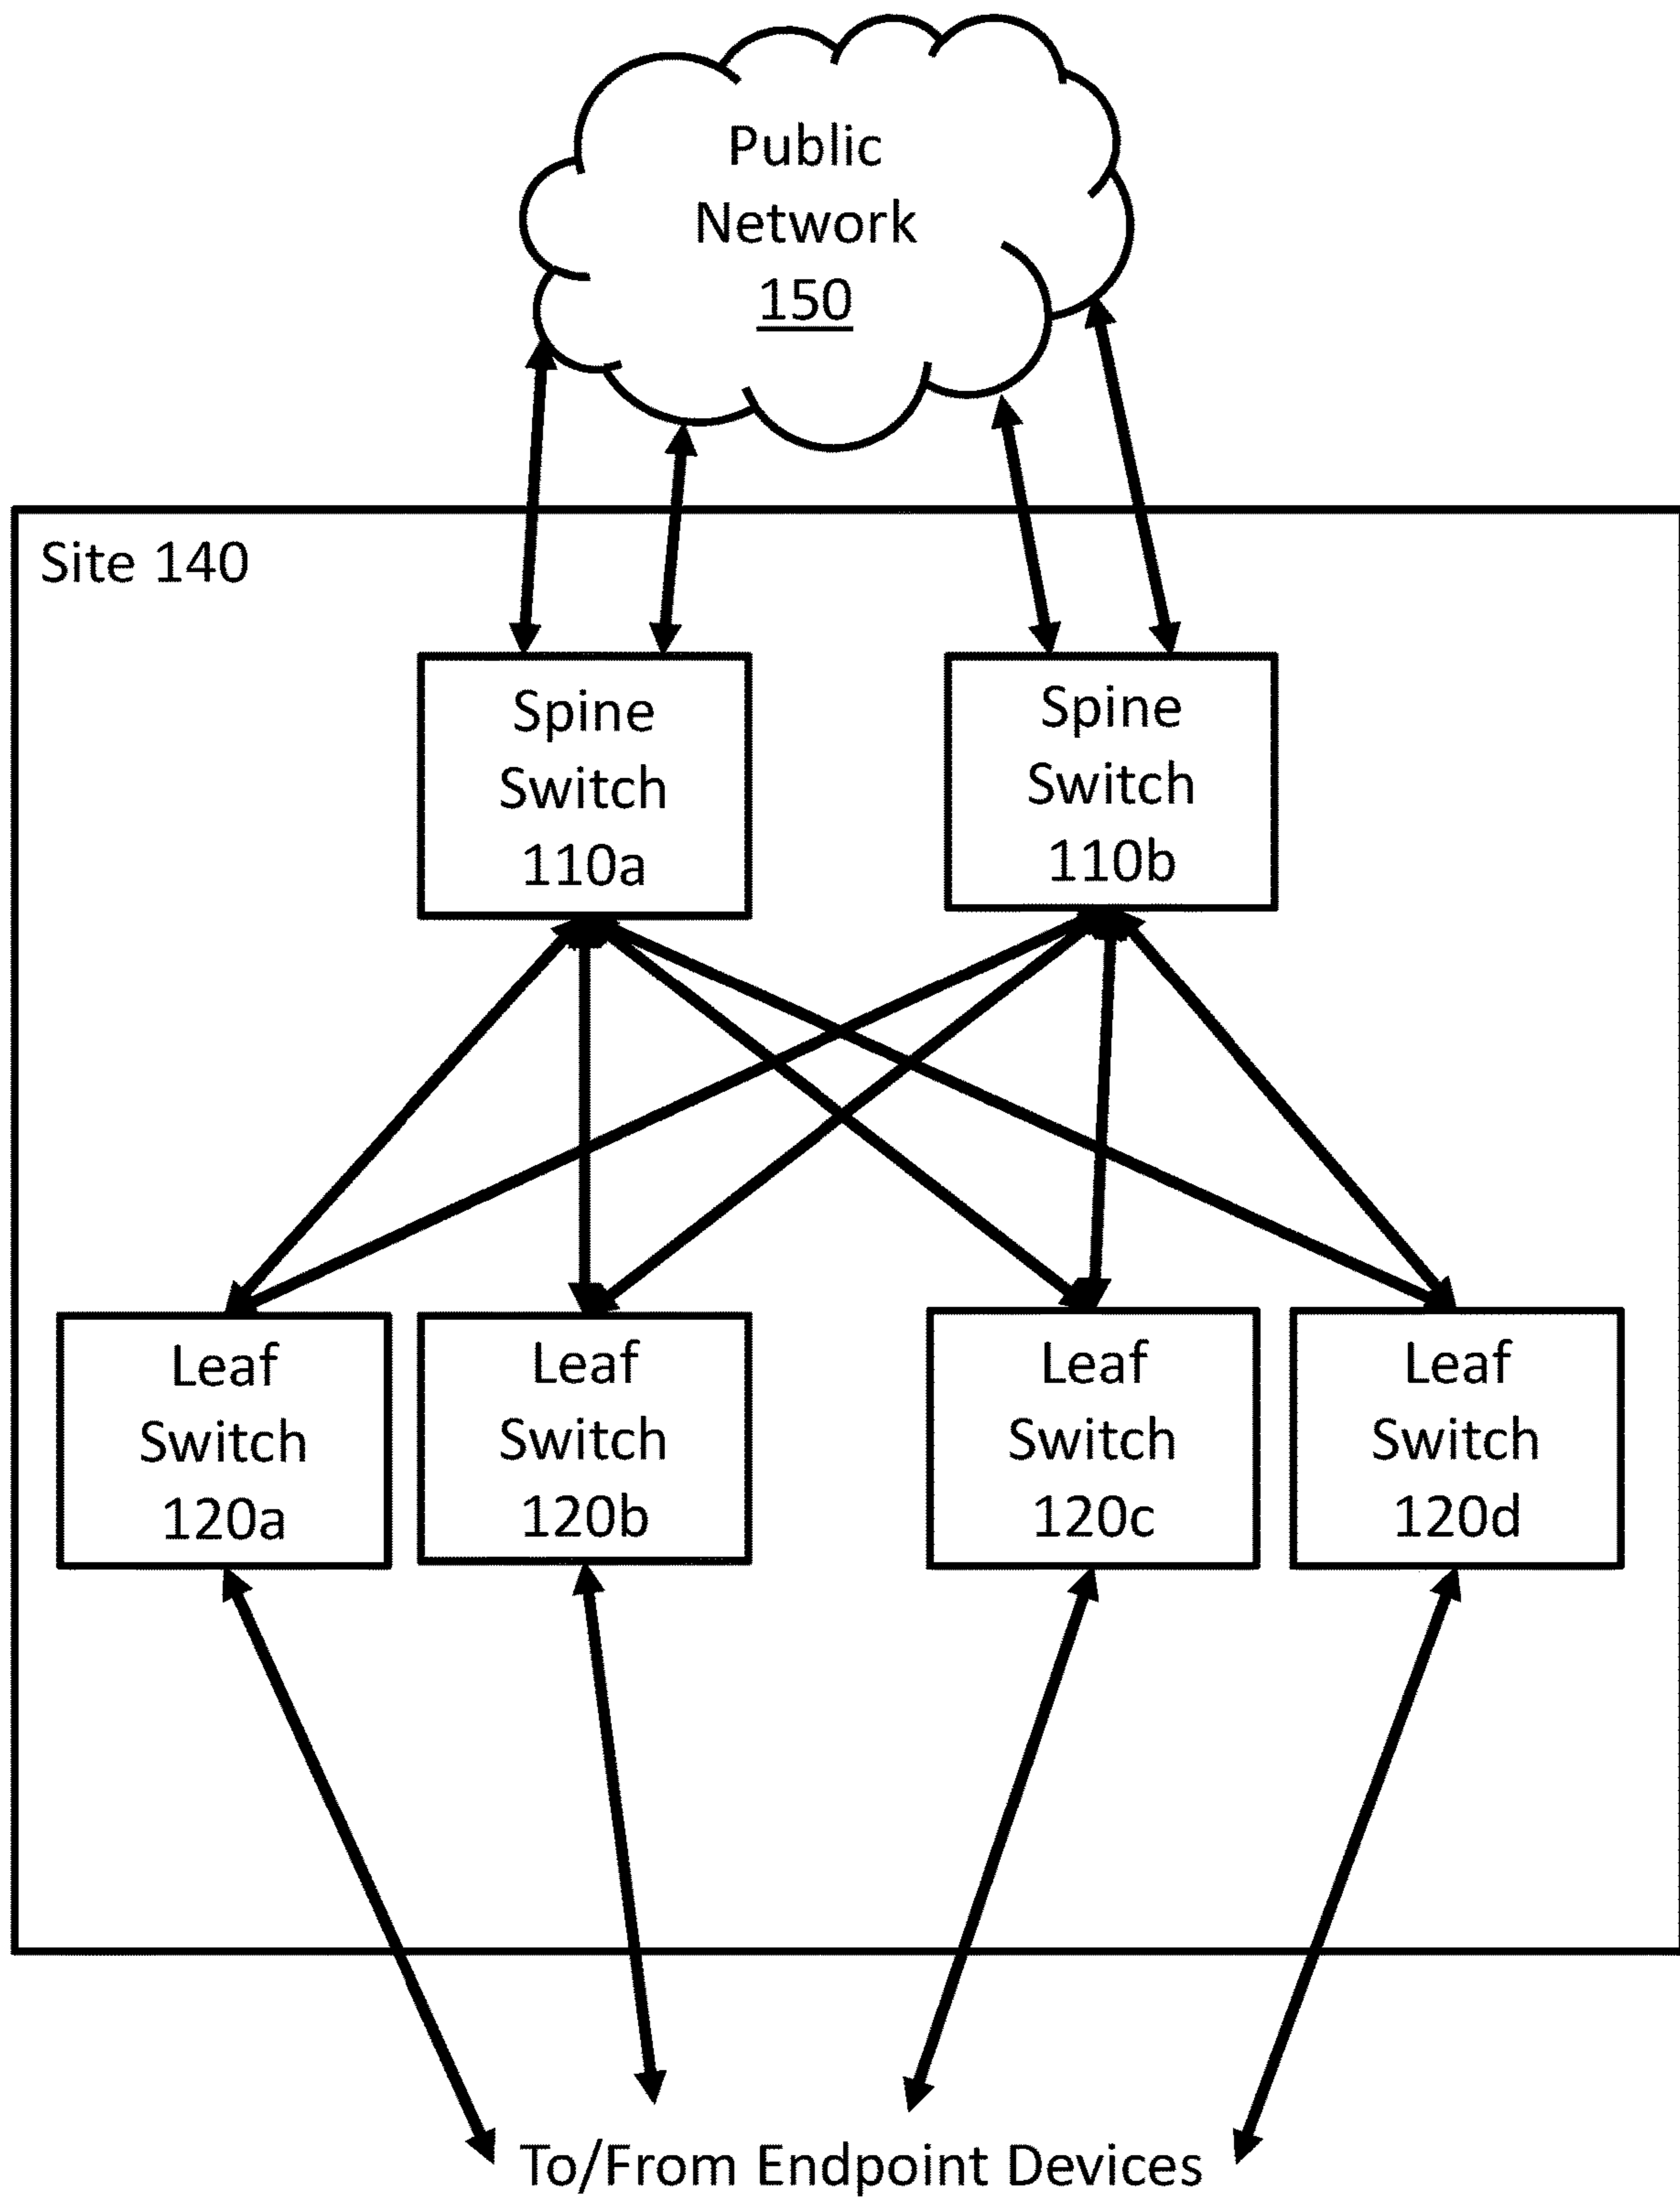 Public
Network
150
Site 140
Spine
Switch
110a
Spine
Switch
110b
Leaf
Switch
120a
Leaf
Switch
120b
Leaf
Switch
120c
Leaf
Switch
120d
To/From Endpoint Devices